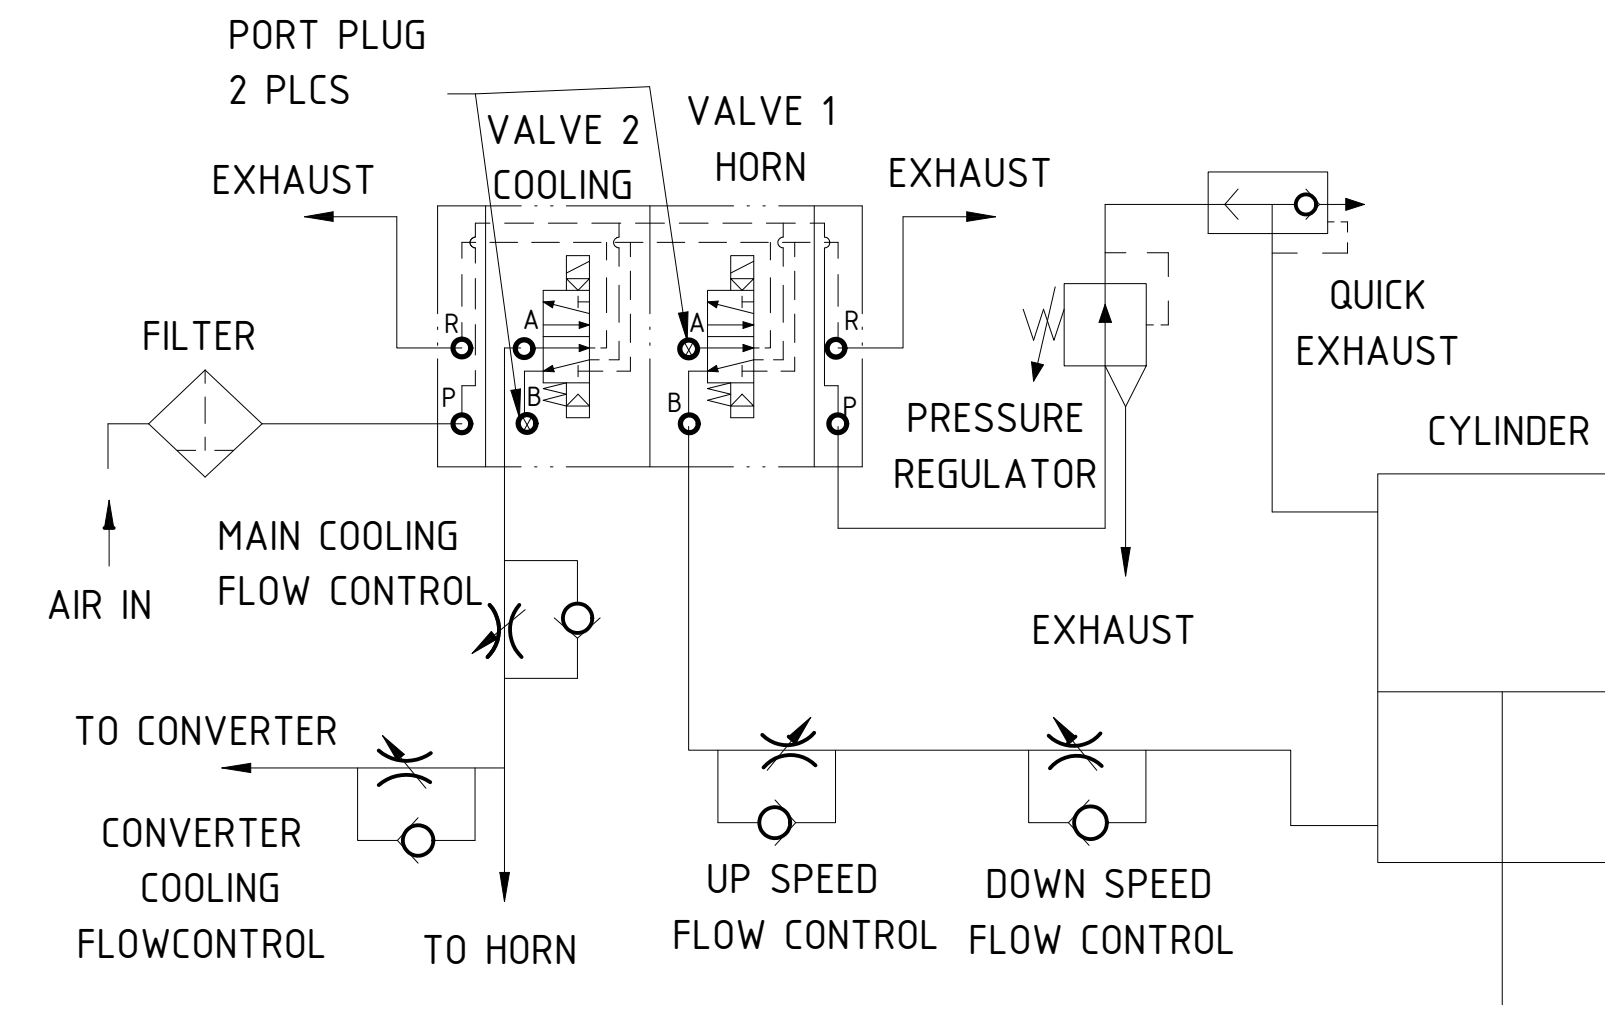 PORT PLUG
2 PLCS
VALVE 2
COOLING
VALVE 1
HORN
EXHAUST
EXHAUST
FILTER
R
A
A
R
P
B
B
P
QUICK
EXHAUST
PRESSURE
REGULATOR
CYLINDER
AIR IN
MAIN COOLING
FLOW CONTROL
EXHAUST
TO CONVERTER
CONVERTER
COOLING
FLOWCONTROL
TO HORN
UP SPEED
FLOW CONTROL
DOWN SPEED
FLOW CONTROL